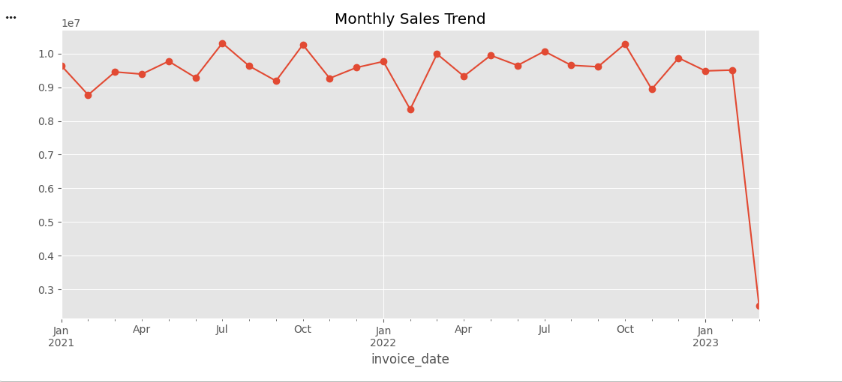 ...
Monthly Sales Trend
1e7
1.0
0.9
0.8
0.7
0.6
0.5
0.4
0.3
Jan Apr Jul Oct Jan Apr Jul Oct Jan
2021 2022 2023
invoice_date